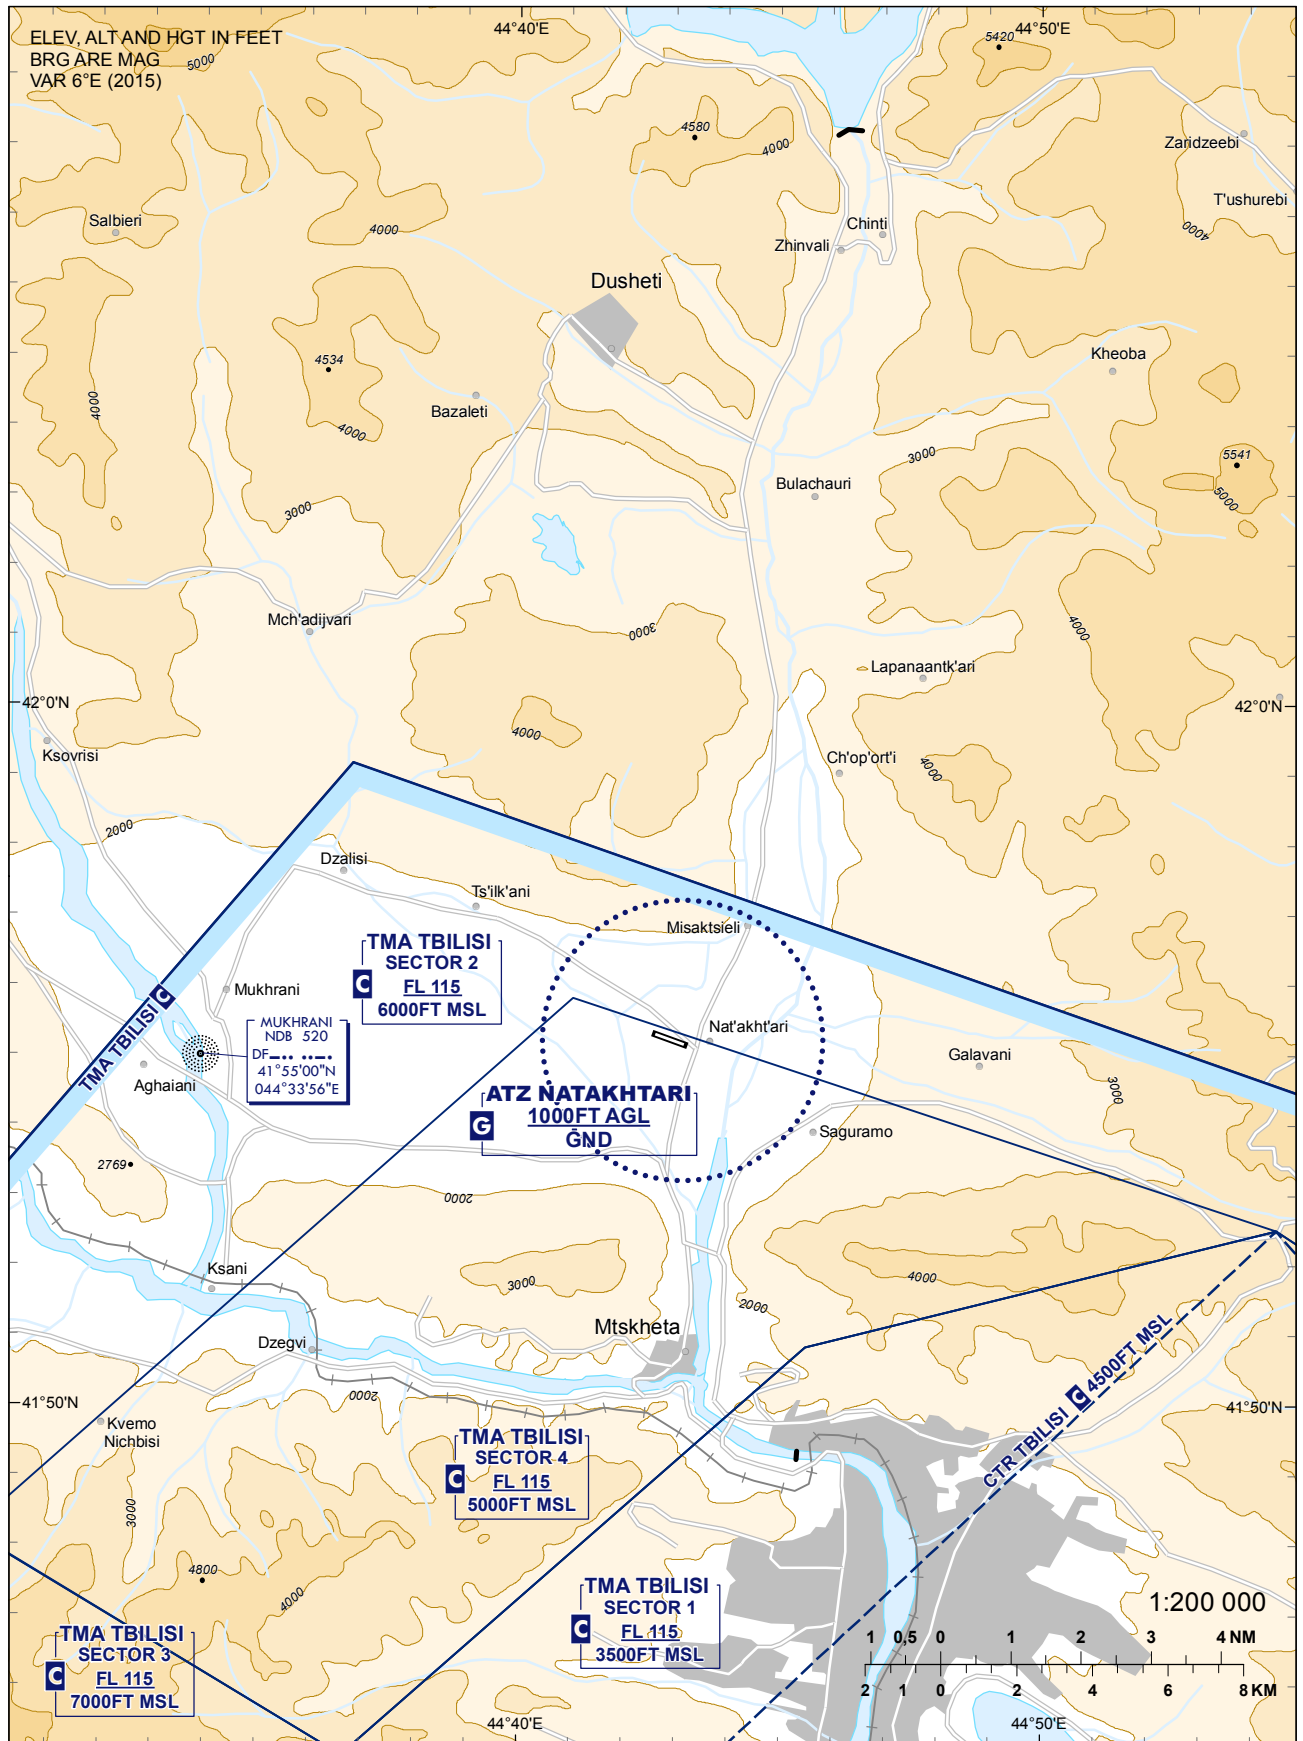 44°40'E
44°50'E
ELEV, ALT AND HGT IN FEET
BRG ARE MAG
VAR 6°E (2015)
5000
5420
4580
4000
Zaridzeebi
T'ushurebi
Salbieri
4000
Chinti
Zhinvali
4000
Dusheti
4534
Kheoba
4000
Bazaleti
4000
3000
5541
Bulachauri
5000
3000
Mch'adijvari
3000
4000
Lapanaantk'ari
42°0'N
42°0'N
4000
Ksovrisi
Ch'op'ort'i
4000
2000
Dzalisi
Ts'ilk'ani
Misaktsieli
TMA TBILISI
SECTOR 2
C
FL 115
6000FT MSL
Mukhrani
TMA TBILISI C
MUKHRANI
NDB 520
DF
41°55'00"N
044°33'56"E
Nat'akht'ari
Galavani
Aghaiani
3000
ATZ NATAKHTARI
G
1000FT AGL
GND
Saguramo
2769
2000
Ksani
3000
4000
2000
Mtskheta
Dzegvi
CTR TBILISI C 4500FT MSL
2000
41°50'N
41°50'N
Kvemo
Nichbisi
TMA TBILISI
SECTOR 4
C
FL 115
5000FT MSL
3000
4800
4000
TMA TBILISI
SECTOR 1
C
FL 115
3500FT MSL
1:200 000
TMA TBILISI
SECTOR 3
C
FL 115
7000FT MSL
1 0,5 0 1 2 3 4 NM
2 1 0 2 4 6 8 KM
44°40'E
44°50'E